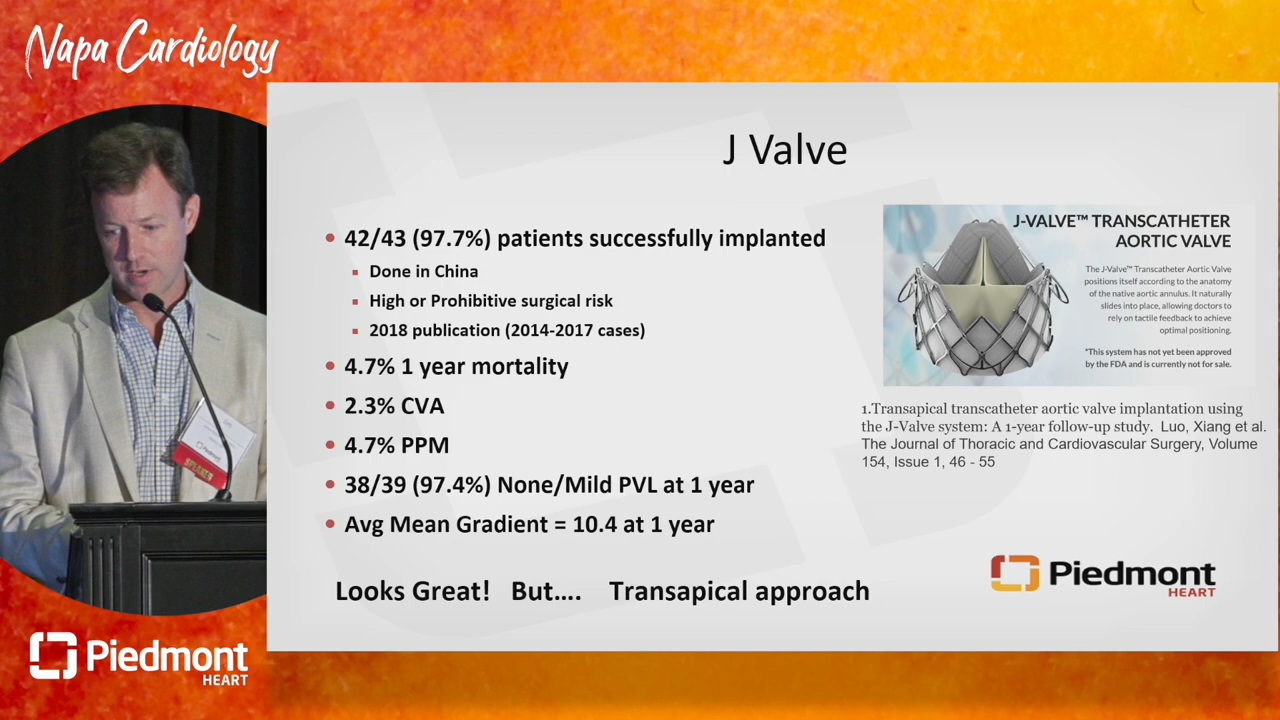 Napa Cardiology
J Valve
42/43 (97.7%) patients successfully implanted
Done in China
High or Prohibitive surgical risk
2018 publication (2014-2017 cases)
4.7% 1 year mortality
2.3% CVA
4.7% PPM
38/39 (97.4%) None/Mild PVL at 1 year
Avg Mean Gradient = 10.4 at 1 year
Looks Great! But.... Transapical approach
J-VALVE™ TRANSCATHETER
AORTIC VALVE
The J-Valve™ Transcatheter Aortic Valve
positions itself according to the anatomy
of the native aortic annulus. It naturally
slides into place, allowing doctors to
rely on tactile feedback to achieve
optimal positioning.
*This system has not yet been approved
by the FDA and is currently not for sale.
1.Transapical transcatheter aortic valve implantation using
the J-Valve system: A 1-year follow-up study. Luo, Xiang et al.
The Journal of Thoracic and Cardiovascular Surgery, Volume
154, Issue 1, 46 - 55
Piedmont
HEART
SPEAKER
Piedmont
HEART